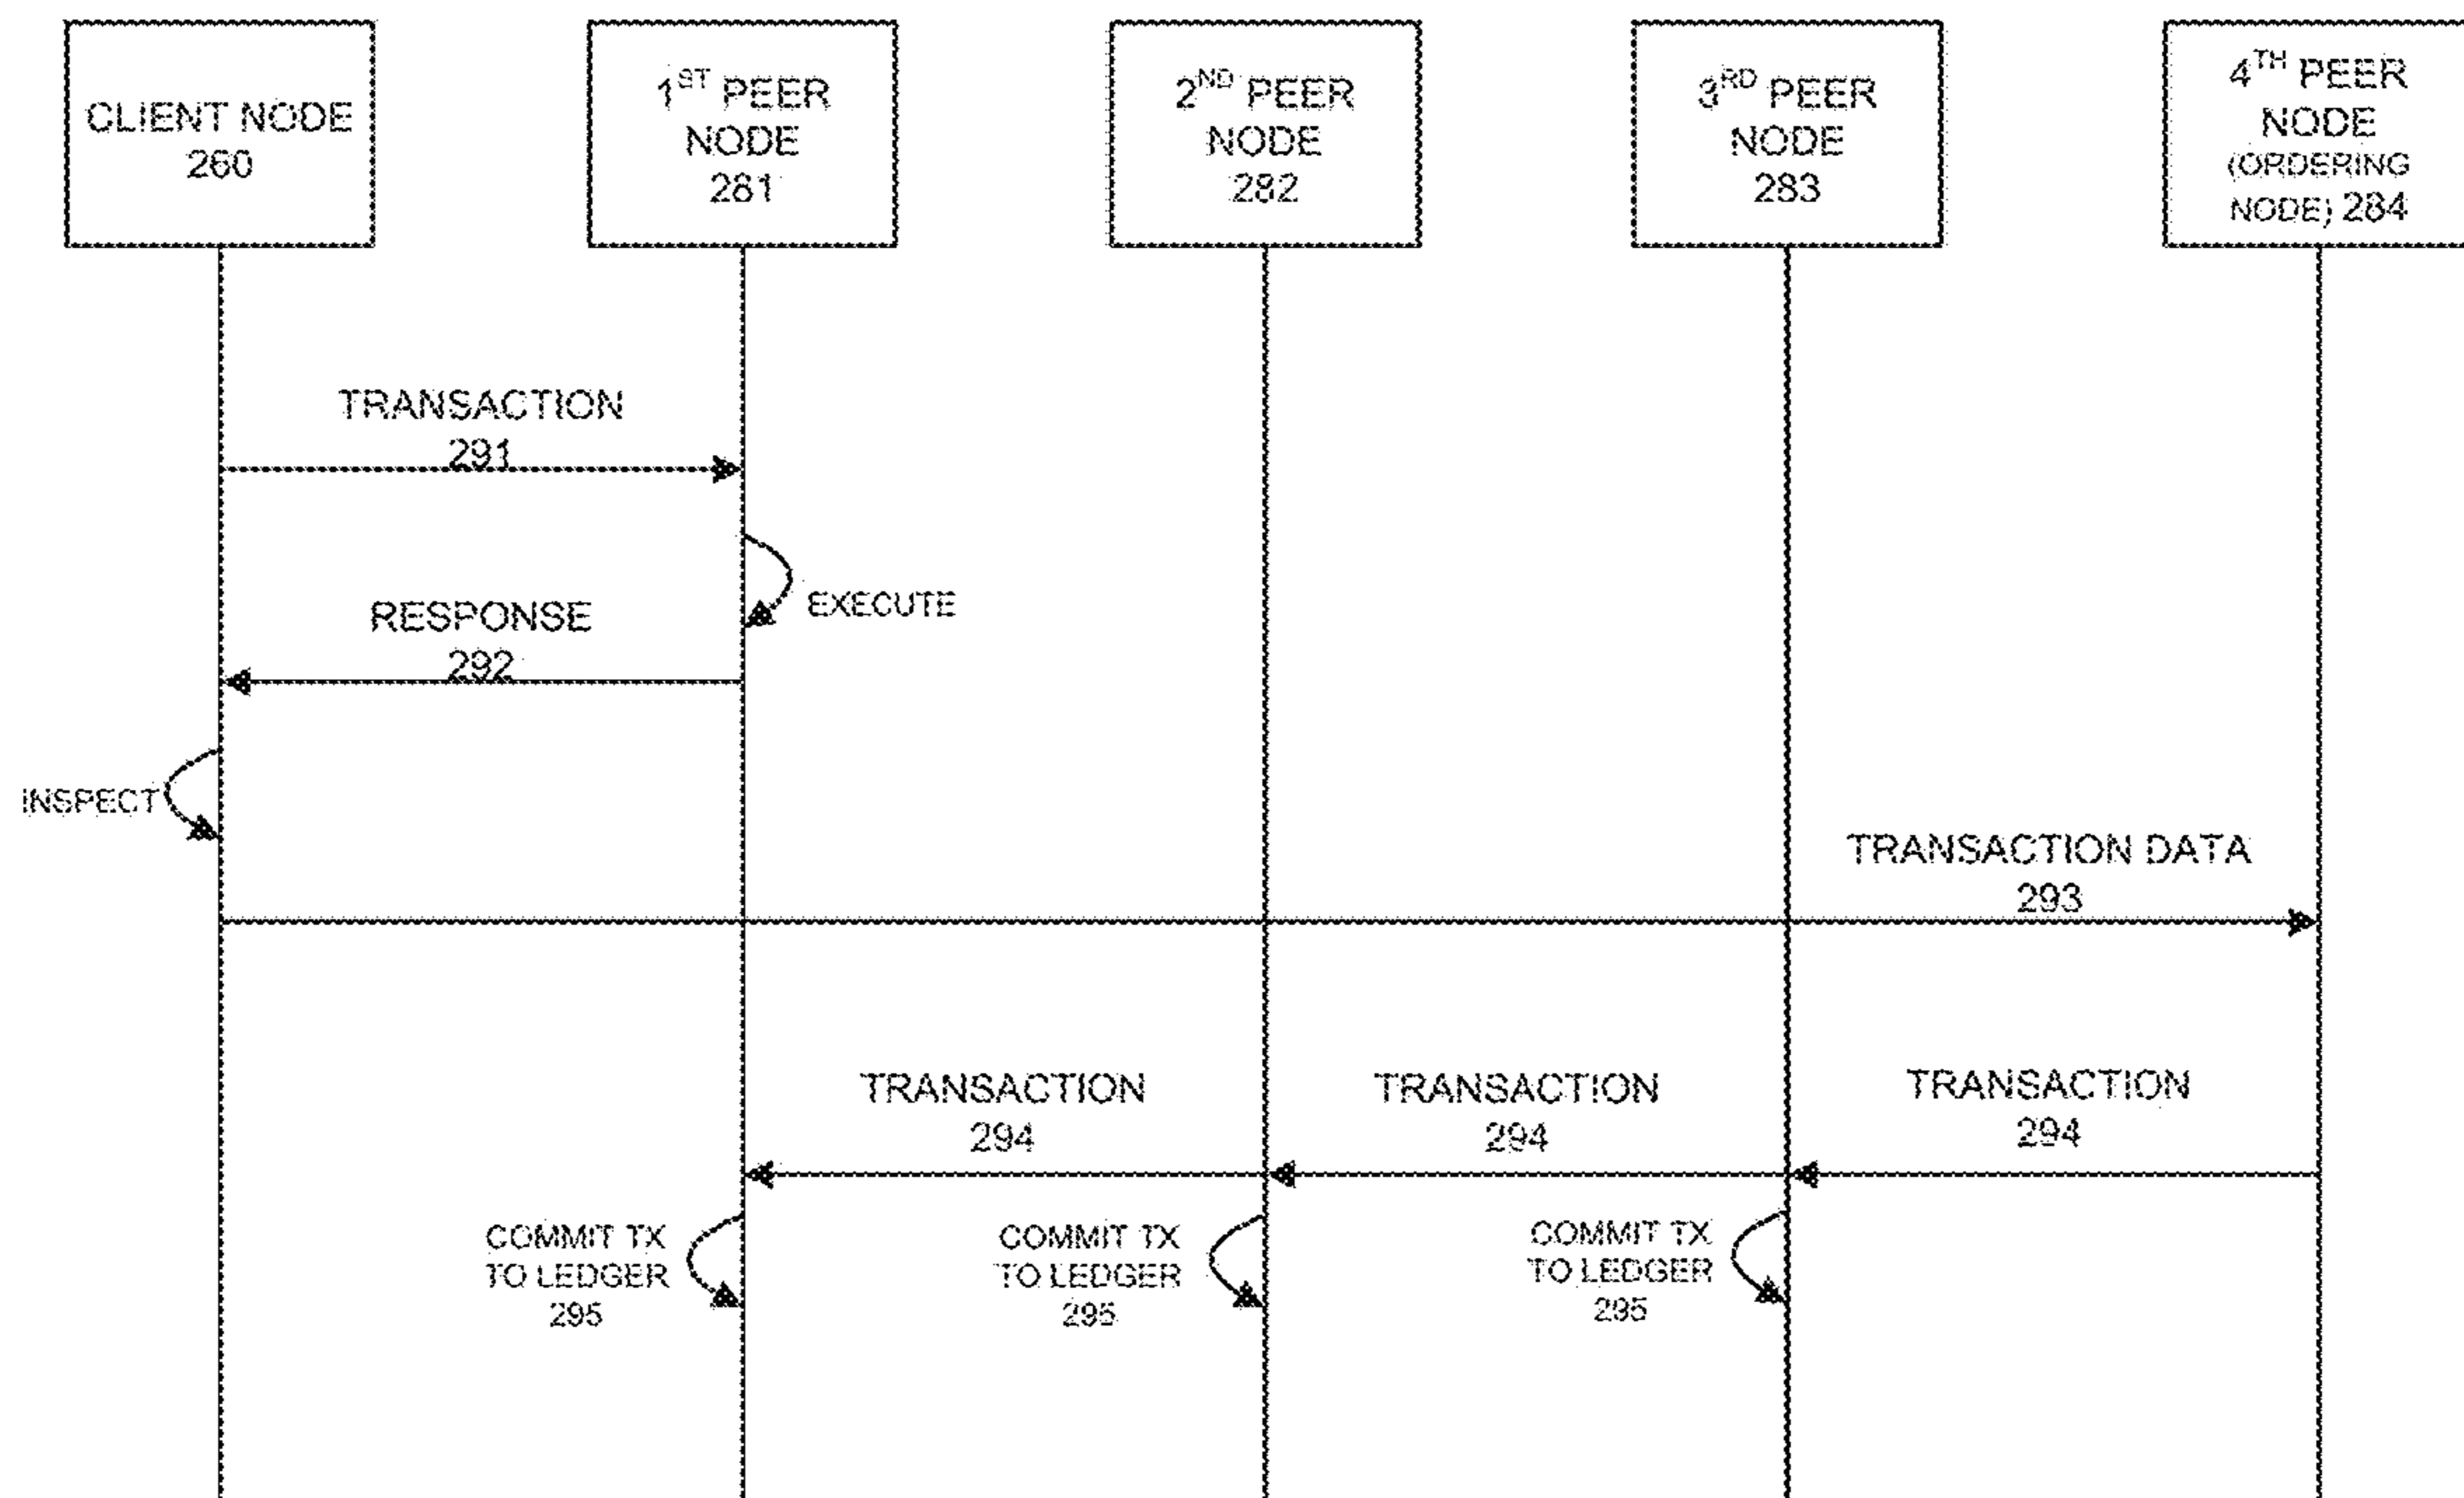 CLIENT NODE
260
1ST PEER
NODE
281
2ND PEER
NODE
282
3RD PEER
NODE
283
4TH PEER
NODE
(ORDERING
NODE) 284
TRANSACTION
291
EXECUTE
RESPONSE
292
INSPECT
TRANSACTION DATA
293
TRANSACTION
294
TRANSACTION
294
TRANSACTION
294
COMMIT TX
TO LEDGER
295
COMMIT TX
TO LEDGER
295
COMMIT TX
TO LEDGER
295